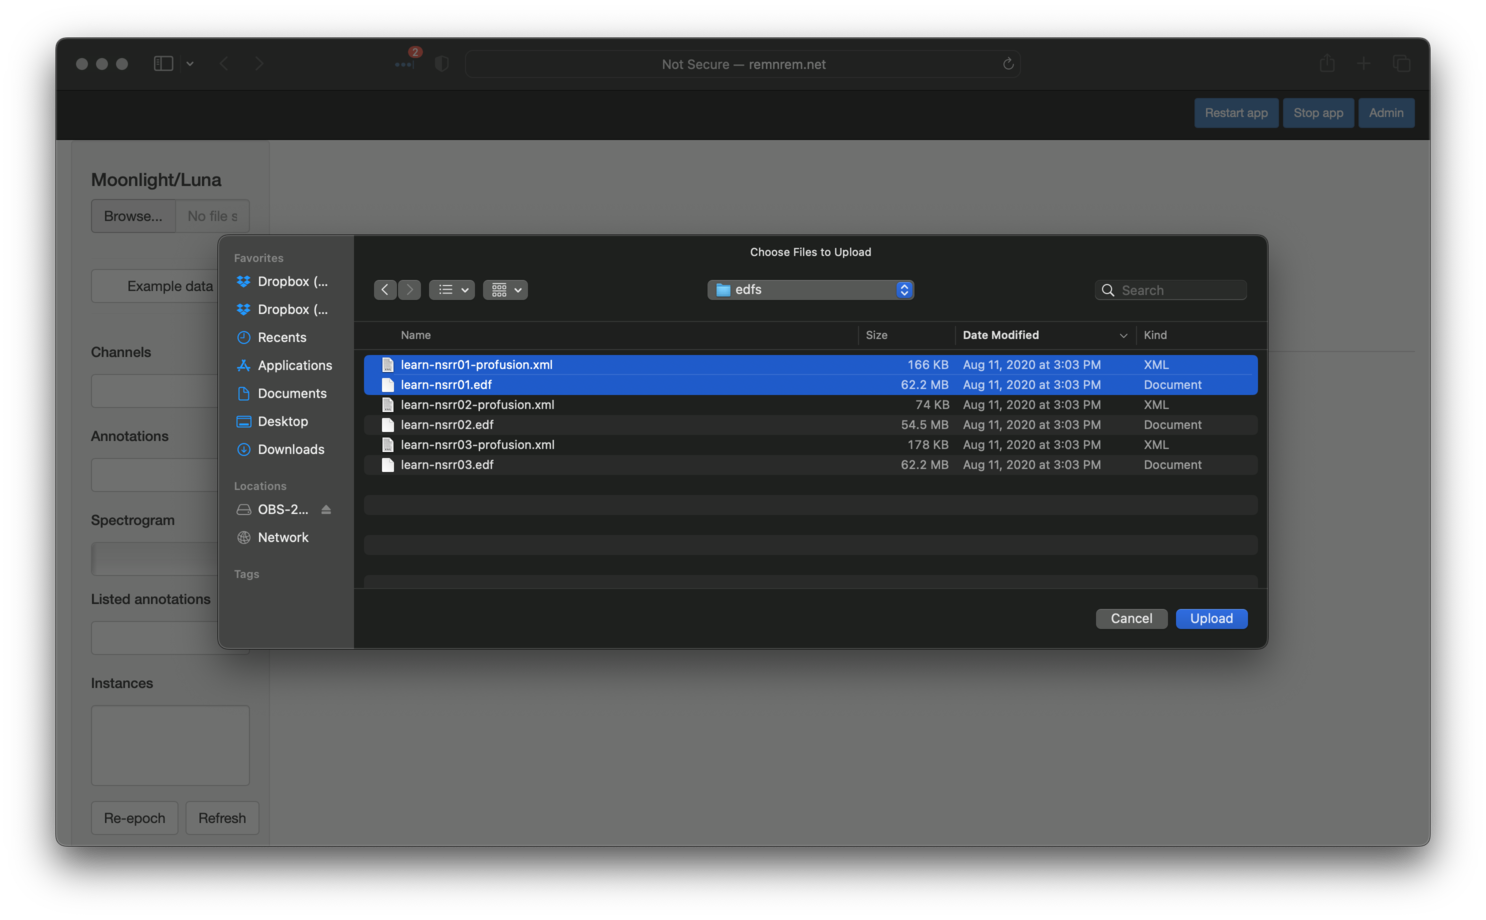 2
Not Secure — remnrem.net
Restart app
Stop app
Admin
Moonlight/Luna
Browse...
No file s
Example data
Channels
Annotations
Spectrogram
Listed annotations
Instances
Re-epoch
Refresh
Favorites
Dropbox (...
Dropbox (...
Recents
Applications
Documents
Desktop
Downloads
Locations
OBS-2...
Network
Tags
Choose Files to Upload
edfs
Search
Name Size Date Modified Kind
learn-nsrr01-profusion.xml 166 KB Aug 11, 2020 at 3:03 PM XML
learn-nsrr01.edf 62.2 MB Aug 11, 2020 at 3:03 PM Document
learn-nsrr02-profusion.xml 74 KB Aug 11, 2020 at 3:03 PM XML
learn-nsrr02.edf 54.5 MB Aug 11, 2020 at 3:03 PM Document
learn-nsrr03-profusion.xml 178 KB Aug 11, 2020 at 3:03 PM XML
learn-nsrr03.edf 62.2 MB Aug 11, 2020 at 3:03 PM Document
Cancel
Upload